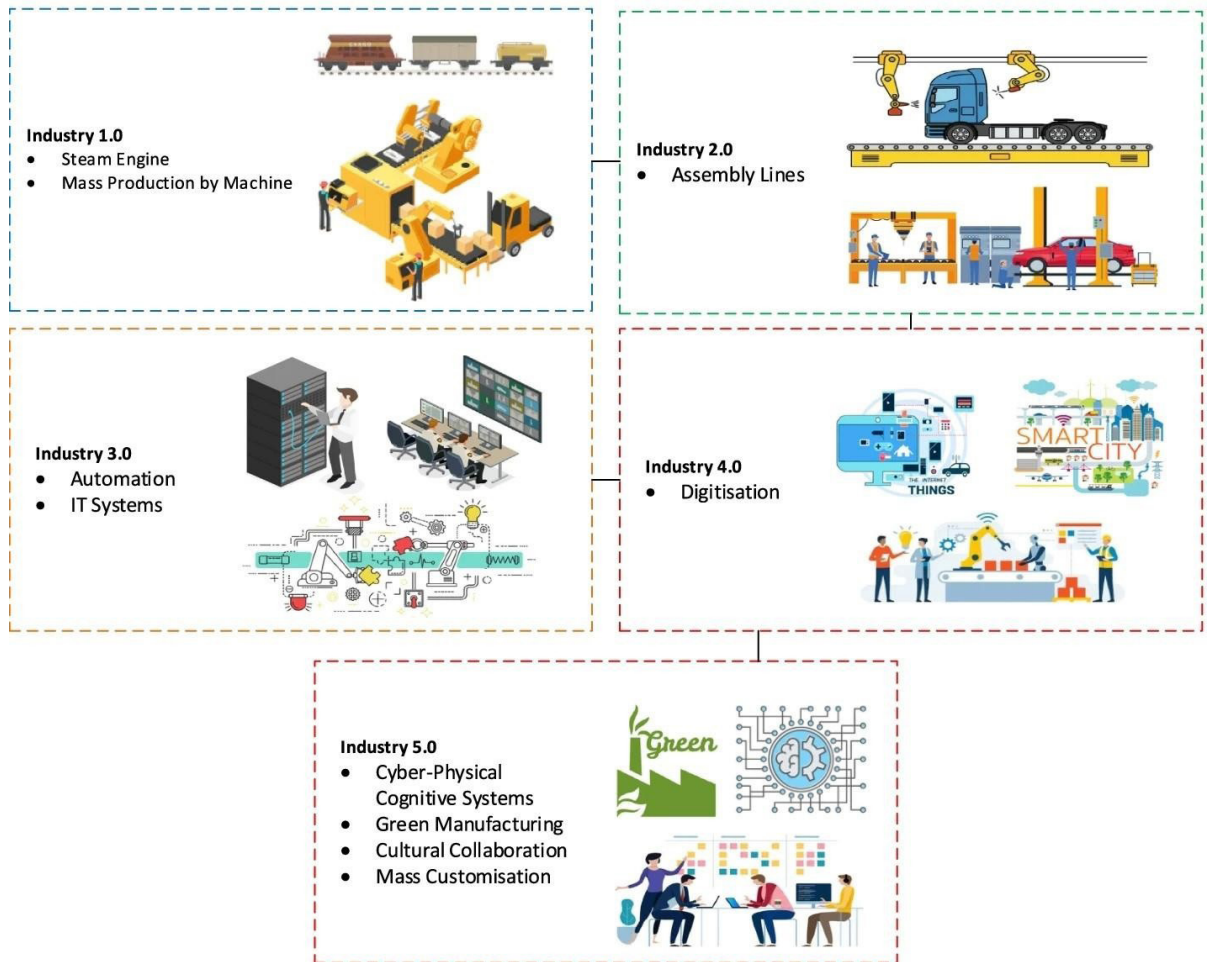 Industry 1.0
• Steam Engine
• Mass Production by Machine
Industry 2.0
• Assembly Lines
Industry 3.0
• Automation
• IT Systems
Industry 4.0
• Digitisation
THE INTERNET
THINGS
SMART
CITY
Industry 5.0
• Cyber-Physical
Cognitive Systems
• Green Manufacturing
• Cultural Collaboration
• Mass Customisation
Green